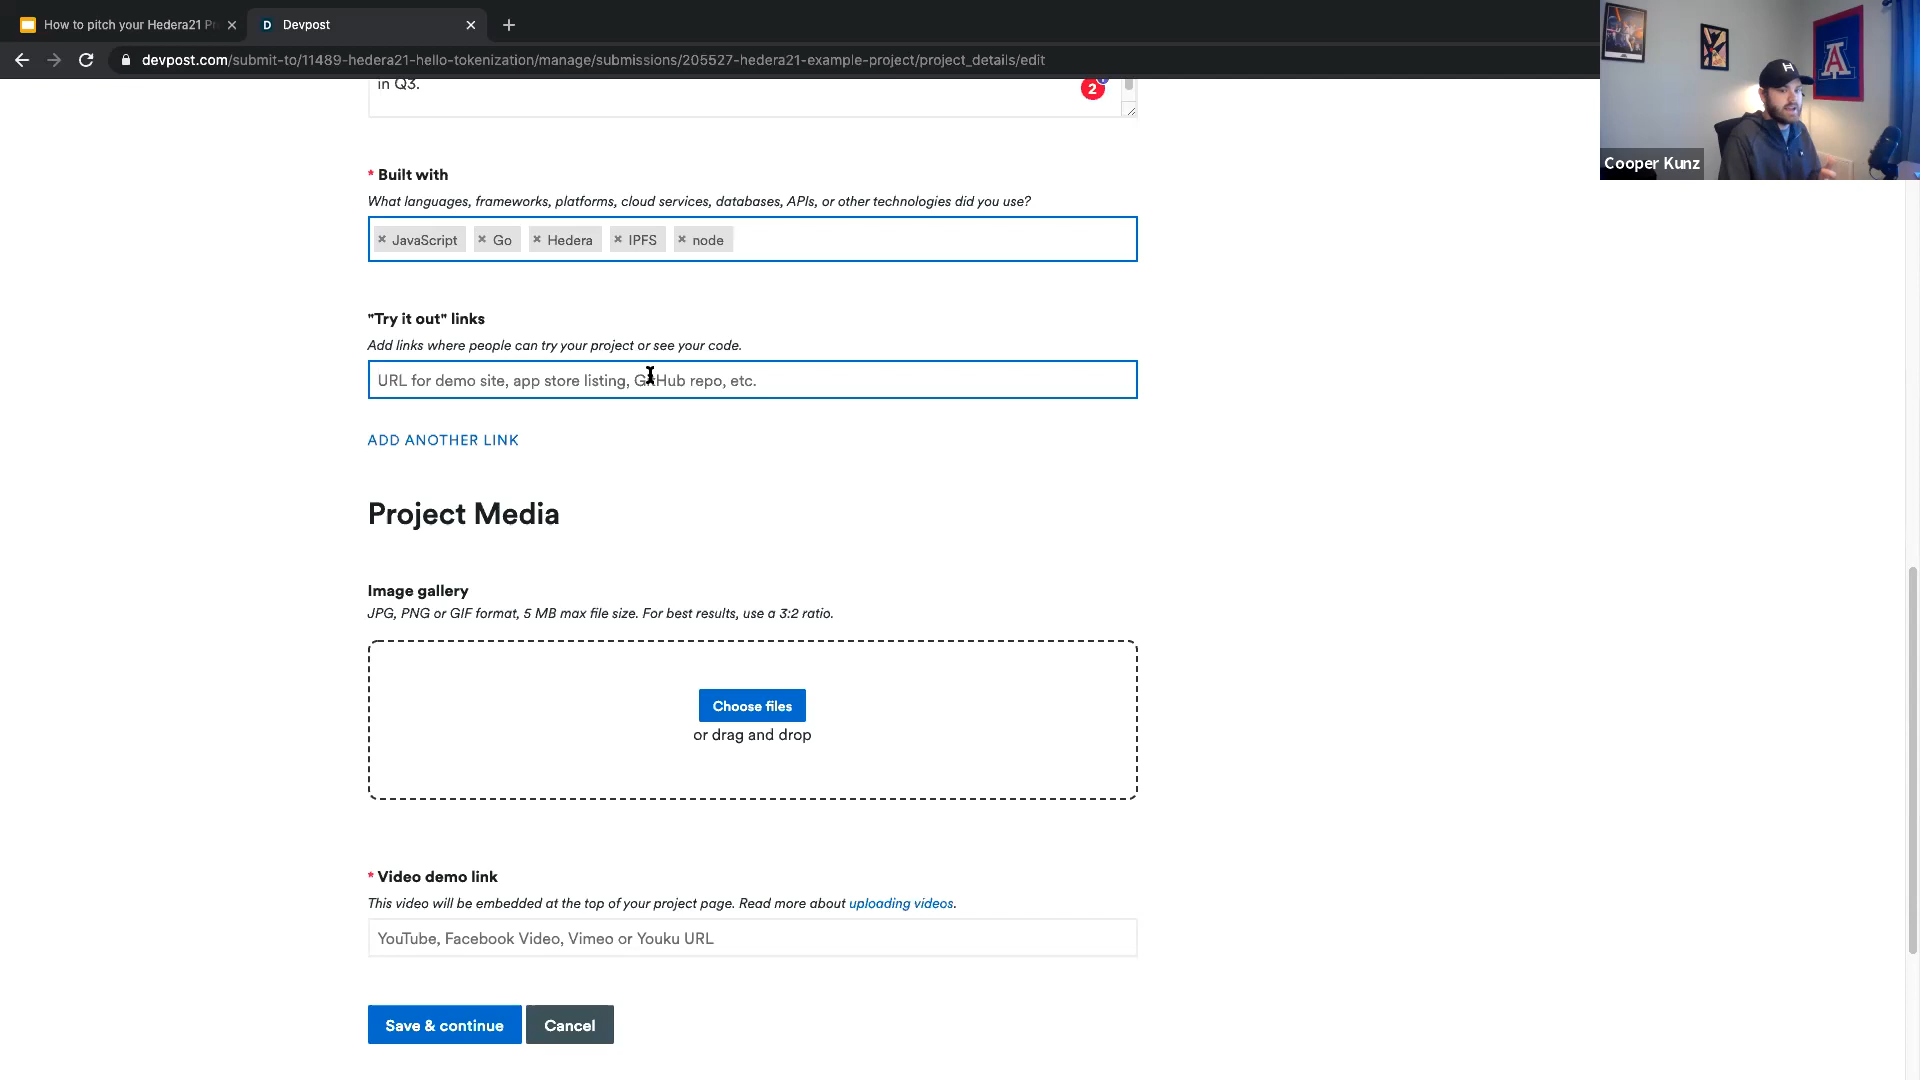 How to pitch your Hedera21 Pr
Devpost
devpost.com/submit-to/11489-hedera21-hello-tokenization/manage/submissions/205527-hedera21-example-project/project_details/edit
Cooper Kunz
in Q3.
2
* Built with
What languages, frameworks, platforms, cloud services, databases, APIs, or other technologies did you use?
× JavaScript × Go × Hedera × IPFS × node
"Try it out" links
Add links where people can try your project or see your code.
URL for demo site, app store listing, GitHub repo, etc.
ADD ANOTHER LINK
Project Media
Image gallery
JPG, PNG or GIF format, 5 MB max file size. For best results, use a 3:2 ratio.
Choose files
or drag and drop
* Video demo link
This video will be embedded at the top of your project page. Read more about uploading videos.
YouTube, Facebook Video, Vimeo or Youku URL
Save & continue Cancel